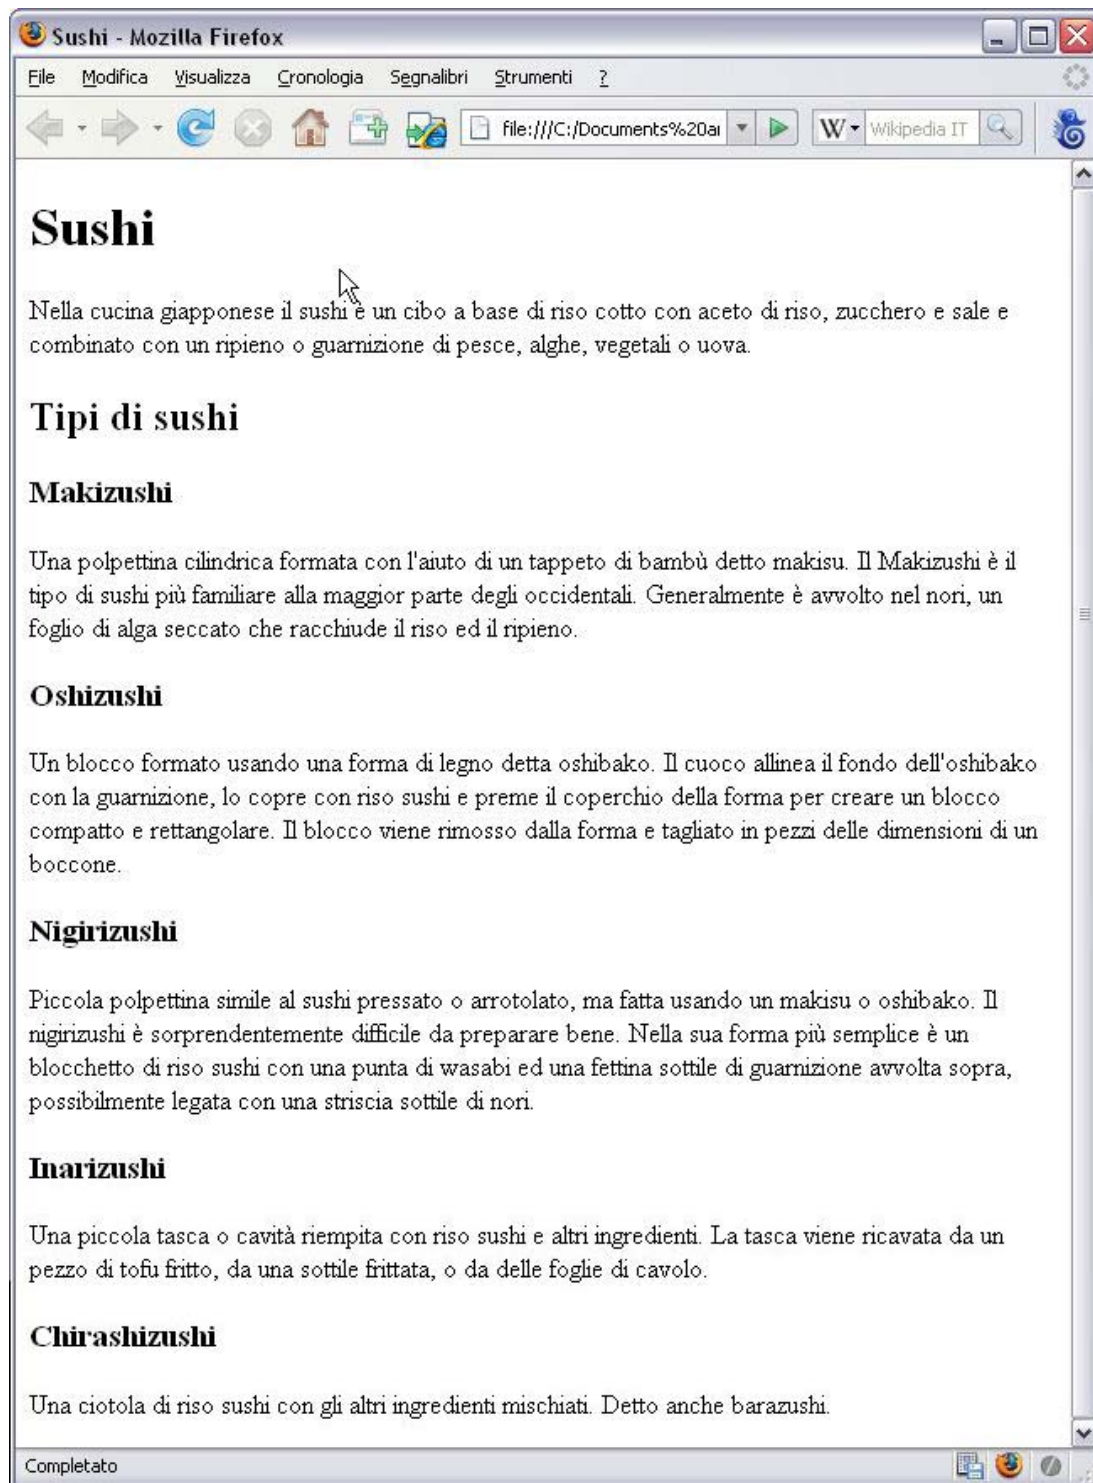 Sushi - Mozilla Firefox
File Modifica Visualizza Cronologia Segnalibri Strumenti ?
file:///C:/Documents%20ar W Wikipedia IT
Sushi
Nella cucina giapponese il sushi è un cibo a base di riso cotto con aceto di riso, zucchero e sale e
combinato con un ripieno o guarnizione di pesce, alghe, vegetali o uova.
Tipi di sushi
Makizushi
Una polpettina cilindrica formata con l'aiuto di un tappeto di bambù detto makisu. Il Makizushi è il
tipo di sushi più familiare alla maggior parte degli occidentali. Generalmente è avvolto nel nori, un
foglio di alga seccato che racchiude il riso ed il ripieno.
Oshizushi
Un blocco formato usando una forma di legno detta oshibako. Il cuoco allinea il fondo dell'oshibako
con la guarnizione, lo copre con riso sushi e preme il coperchio della forma per creare un blocco
compatto e rettangolare. Il blocco viene rimosso dalla forma e tagliato in pezzi delle dimensioni di un
boccone.
Nigirizushi
Piccola polpettina simile al sushi pressato o arrotolato, ma fatta usando un makisu o oshibako. Il
nigirizushi è sorprendentemente difficile da preparare bene. Nella sua forma più semplice è un
blocchetto di riso sushi con una punta di wasabi ed una fettina sottile di guarnizione avvolta sopra,
possibilmente legata con una striscia sottile di nori.
Inarizushi
Una piccola tasca o cavità riempita con riso sushi e altri ingredienti. La tasca viene ricavata da un
pezzo di tofu fritto, da una sottile frittata, o da delle foglie di cavolo.
Chirashizushi
Una ciotola di riso sushi con gli altri ingredienti mischiati. Detto anche barazushi.
Completato